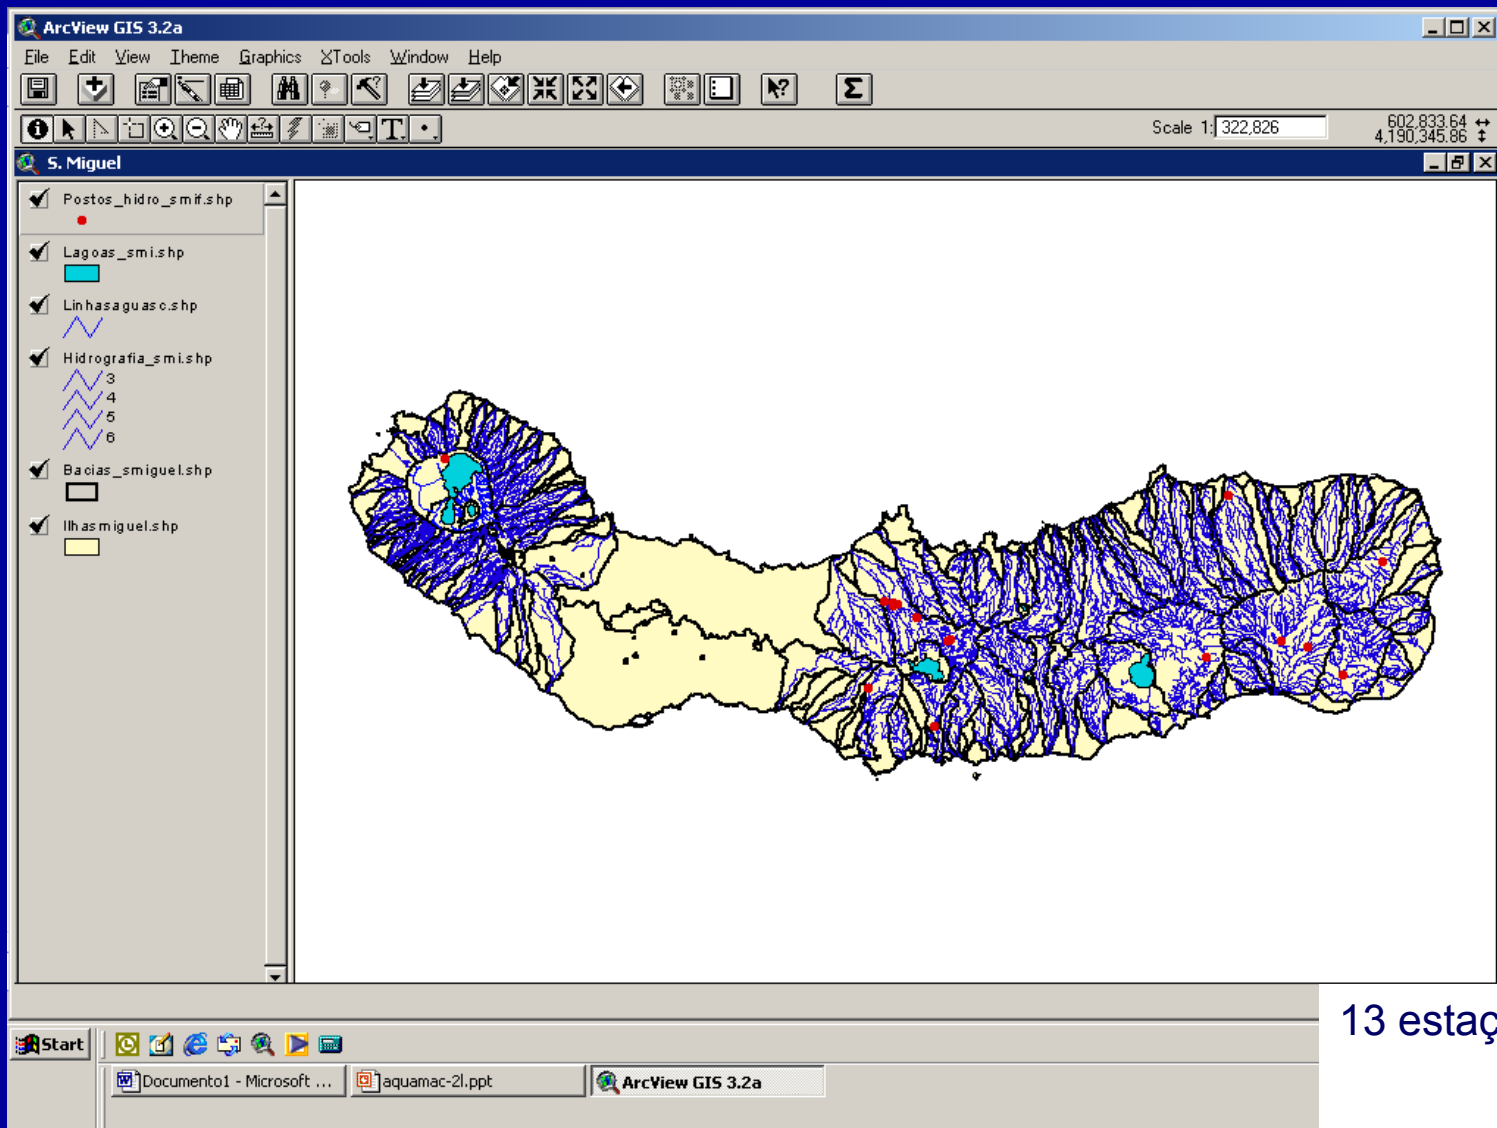 ArcView GIS 3.2a
File Edit View Theme Graphics XTools Window Help
Scale 1: 322,826
602,833.64
4,190,345.86
S. Miguel
Postos_hidro_smif.shp
Lagoas_smi.shp
Linhasaguasc.shp
Hidrografia_smi.shp
3
4
5
6
Bacias_smiguel.shp
Ilhasmiguel.shp
13 estaç
Start
Documento1 - Microsoft ...
aquamac-2l.ppt
ArcView GIS 3.2a